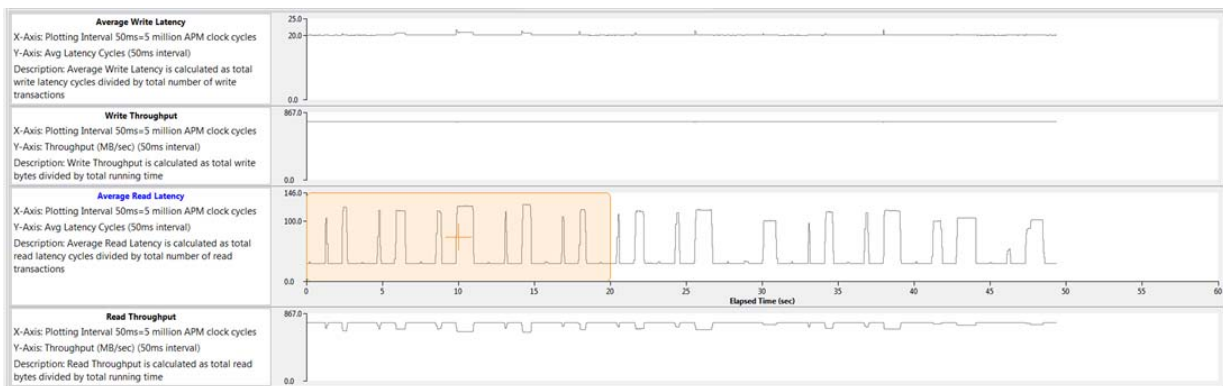 Average Write Latency
X-Axis: Plotting Interval 50ms=5 million APM clock cycles
Y-Axis: Avg Latency Cycles (50ms interval)
Description: Average Write Latency is calculated as total
write latency cycles divided by total number of write
transactions
25.0
20.0
0.0
Write Throughput
X-Axis: Plotting Interval 50ms=5 million APM clock cycles
Y-Axis: Throughput (MB/sec) (50ms interval)
Description: Write Throughput is calculated as total write
bytes divided by total running time
867.0
0.0
Average Read Latency
X-Axis: Plotting Interval 50ms=5 million APM clock cycles
Y-Axis: Avg Latency Cycles (50ms interval)
Description: Average Read Latency is calculated as total
read latency cycles divided by total number of read
transactions
146.0
100.0
0.0
0 5 10 15 20 25 30 35 40 45 50 55 60
Elapsed Time (sec)
Read Throughput
X-Axis: Plotting Interval 50ms=5 million APM clock cycles
Y-Axis: Throughput (MB/sec) (50ms interval)
Description: Read Throughput is calculated as total read
bytes divided by total running time
867.0
0.0